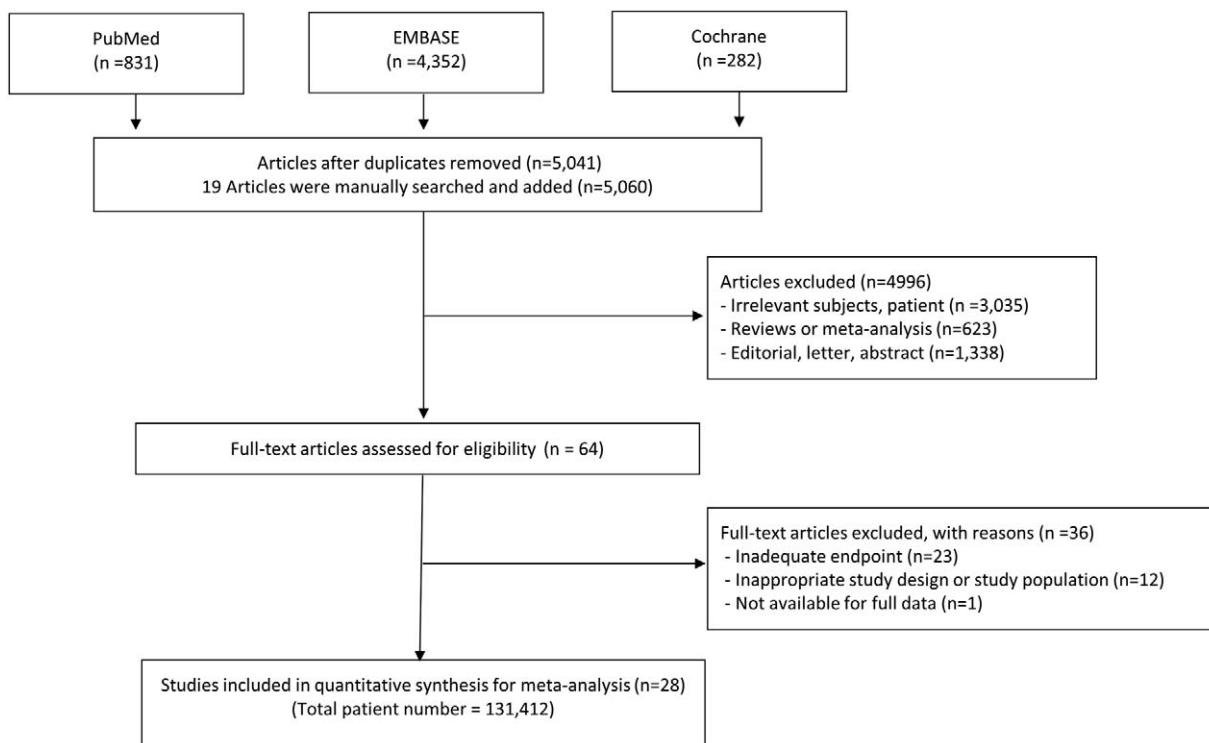 PubMed
(n =831)
EMBASE
(n =4,352)
Cochrane
(n =282)
Articles after duplicates removed (n=5,041)
19 Articles were manually searched and added (n=5,060)
Articles excluded (n=4996)
- Irrelevant subjects, patient (n =3,035)
- Reviews or meta-analysis (n=623)
- Editorial, letter, abstract (n=1,338)
Full-text articles assessed for eligibility (n = 64)
Full-text articles excluded, with reasons (n =36)
- Inadequate endpoint (n=23)
- Inappropriate study design or study population (n=12)
- Not available for full data (n=1)
Studies included in quantitative synthesis for meta-analysis (n=28)
(Total patient number = 131,412)